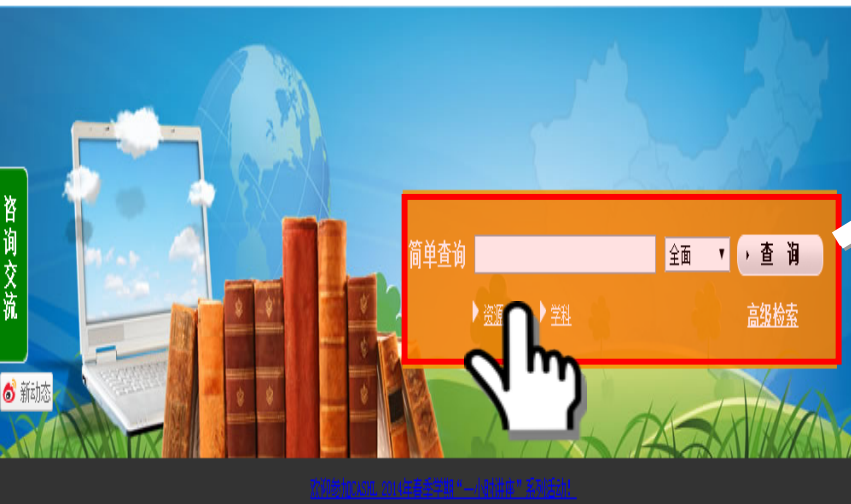 咨询交流
简单查询
全面
查 询
资源
学科
高级检索
新动态
欢迎参加CASHL 2014年春季学期“一小时讲座”系列活动！